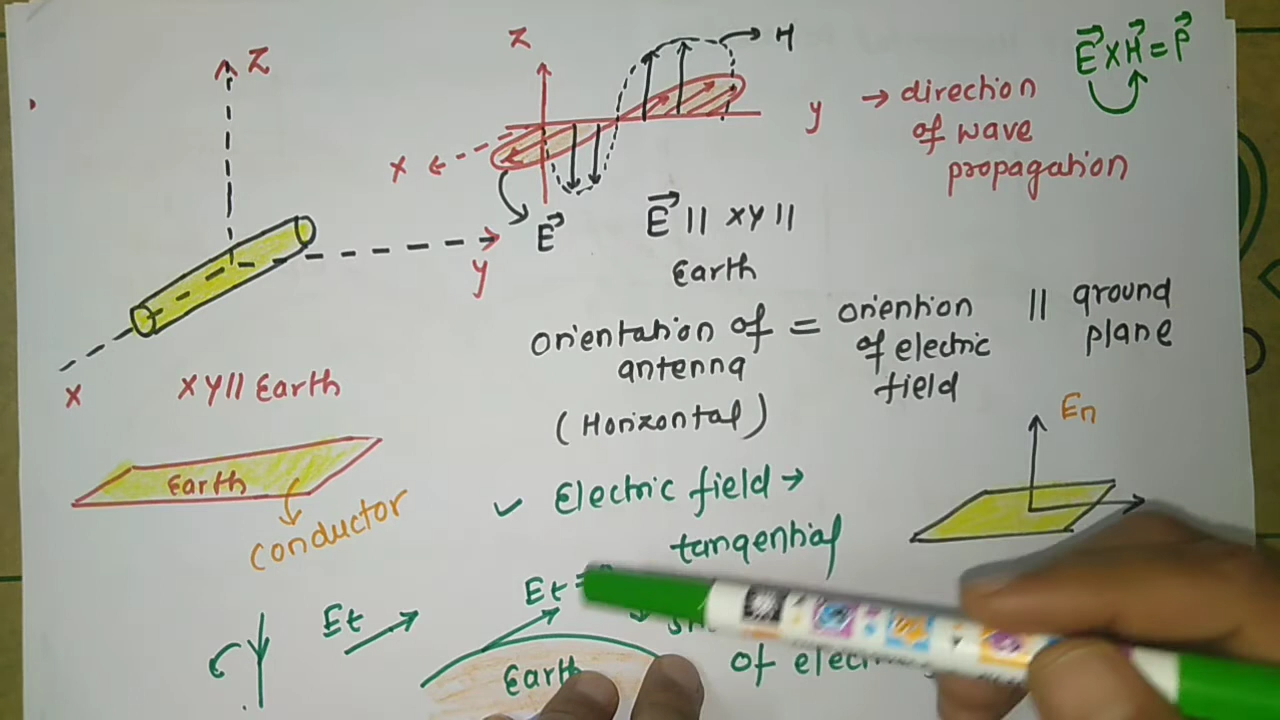 Z
Z
H
E⃗ X H⃗ = P⃗
X
y → direction
of wave
propagation
y
E⃗
E⃗ || XY ||
Earth
X
XY|| Earth
orientation of = oriention || ground
antenna of electric plane
(Horizontal) field
Earth
conductor
En
✓ Electric field →
tangential
Et
Et =
of elec
Earth